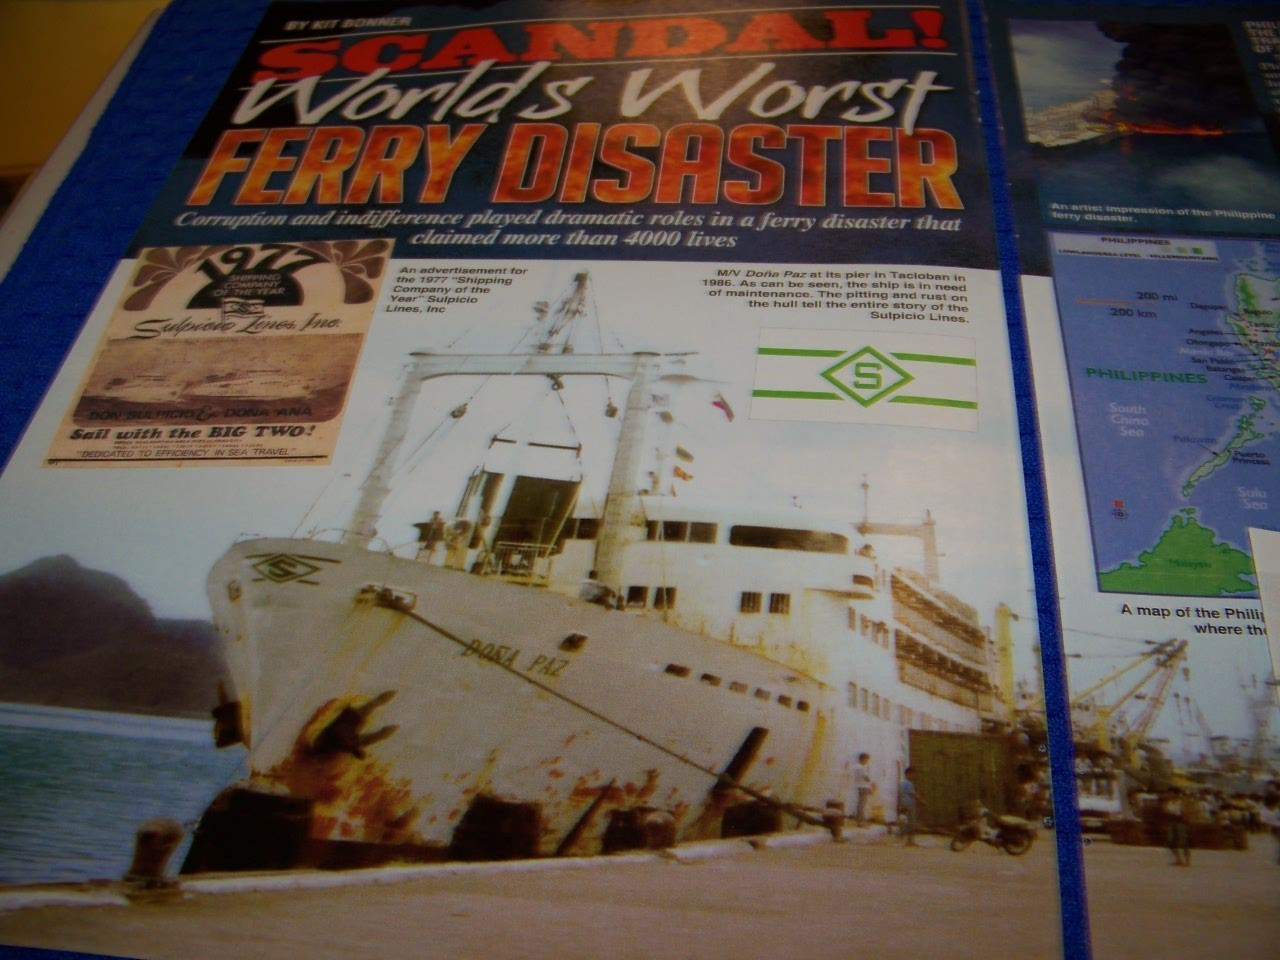 BY KIT BONNER
SCANDAL!
World's Worst
FERRY DISASTER
Corruption and indifference played dramatic roles in a ferry disaster that
claimed more than 4000 lives
1977
SHIPPING
COMPANY
OF THE YEAR
Sulpicio Lines, Inc.
DON SULPICIO & DOÑA ANA
Sail with the BIG TWO!
"DEDICATED TO EFFICIENCY IN SEA TRAVEL"
An advertisement for
the 1977 "Shipping
Company of the
Year" Sulpicio
Lines, Inc
M/V Doña Paz at its pier in Tacloban in
1986. As can be seen, the ship is in need
of maintenance. The pitting and rust on
the hull tell the entire story of the
Sulpicio Lines.
S
S
DOÑA PAZ
An artist impression of the Philippine
ferry disaster.
PHILIPPINES
200 mi
200 km
PHILIPPINES
South
China
Sea
Puerto
Princesa
Sulu
Sea
Malaysia
A map of the Phili
where the